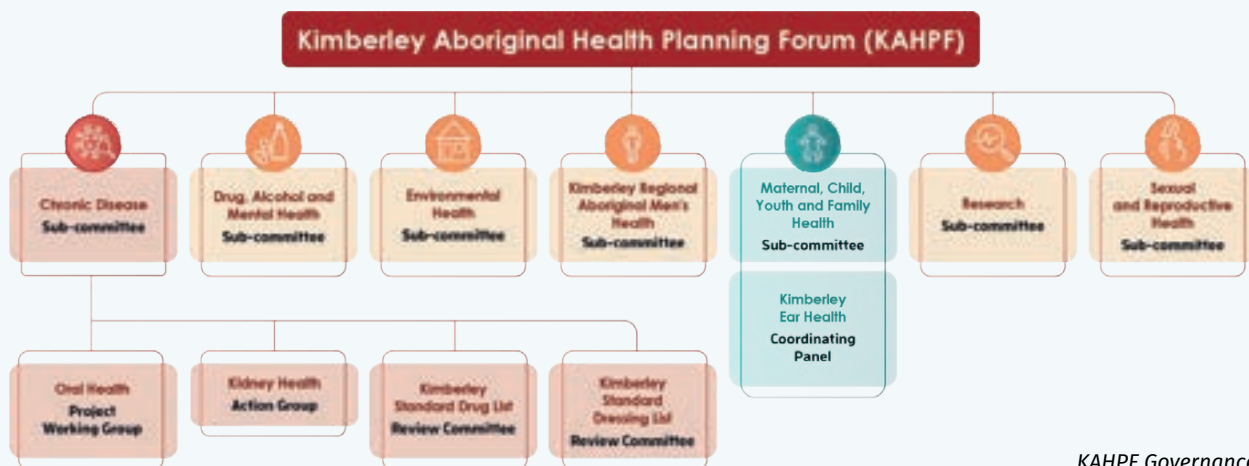 Kimberley Aboriginal Health Planning Forum (KAHPF)
Chronic Disease
Sub-committee
Drug, Alcohol and
Mental Health
Sub-committee
Environmental
Health
Sub-committee
Kimberley Regional
Aboriginal Men's
Health
Sub-committee
Maternal, Child,
Youth and Family
Health
Sub-committee
Research
Sub-committee
Sexual
and Reproductive
Health
Sub-committee
Kimberley
Ear Health
Coordinating
Panel
Oral Health
Project
Working Group
Kidney Health
Action Group
Kimberley
Standard Drug List
Review Committee
Kimberley
Standard
Dressing List
Review Committee
KAHPF Governance